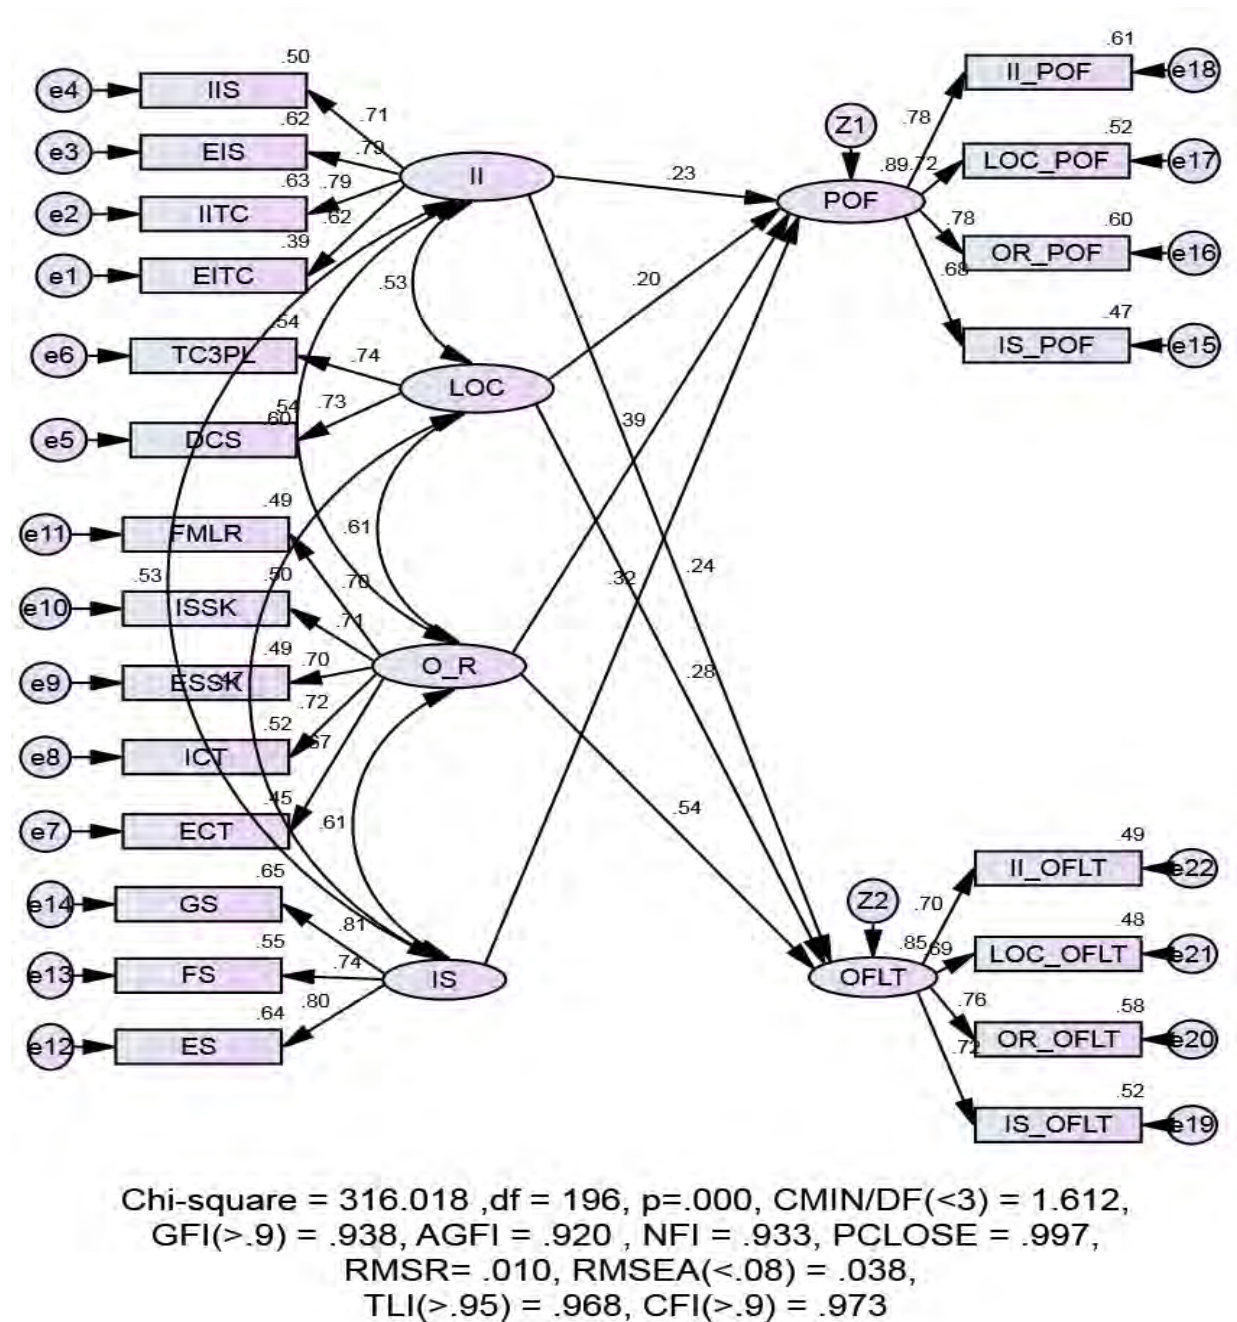 .50
e4 IIS
.71
.62
e3 EIS
.79
.63 .79
e2 IITC
.62
.39
e1 EITC
II
.53
.54
e6 TC3PL
.74
LOC
.54 .73
.60
e5 DCS
.49
e11 FMLR
.61
.53
.50 .70
e10 ISSK
.71
.49 .70
e9 ESSK
.47
O_R
.72
.52
e8 ICT
.67
.45
e7 ECT
.61
.65
e14 GS
.81
.55
e13 FS
.74
IS
.80
.64
e12 ES
.23
.20
.39
.32
.24
.28
.54
Z1
.89
POF
.61
.78
II_POF e18
.52
.72
LOC_POF e17
.78
.60
OR_POF e16
.68
.47
IS_POF e15
Z2
.85
OFLT
.49
II_OFLT e22
.70
.48
.69
LOC_OFLT e21
.76
.58
OR_OFLT e20
.72
.52
IS_OFLT e19
Chi-square = 316.018 ,df = 196, p=.000, CMIN/DF(<3) = 1.612,
GFI(>.9) = .938, AGFI = .920 , NFI = .933, PCLOSE = .997,
RMSR= .010, RMSEA(<.08) = .038,
TLI(>.95) = .968, CFI(>.9) = .973